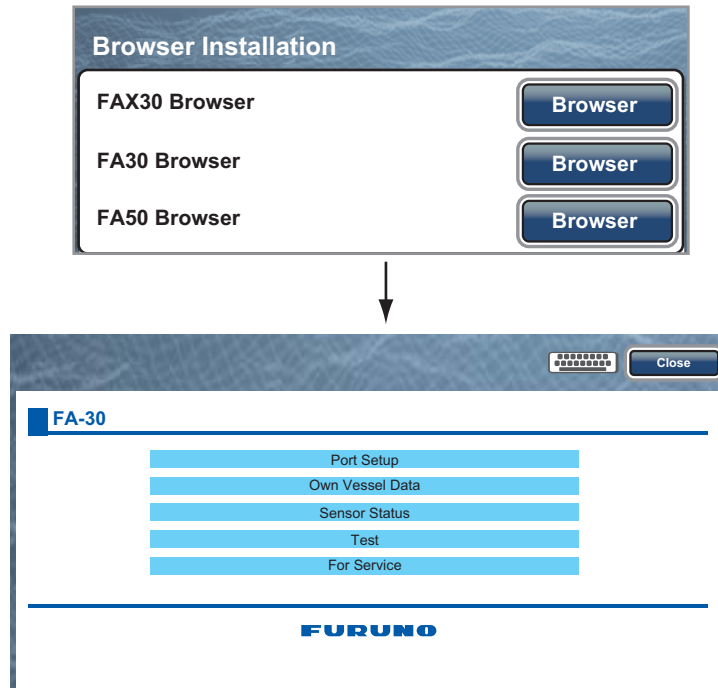 Browser Installation
FAX30 Browser Browser
FA30 Browser Browser
FA50 Browser Browser
Close
FA-30
Port Setup
Own Vessel Data
Sensor Status
Test
For Service
FURUNO